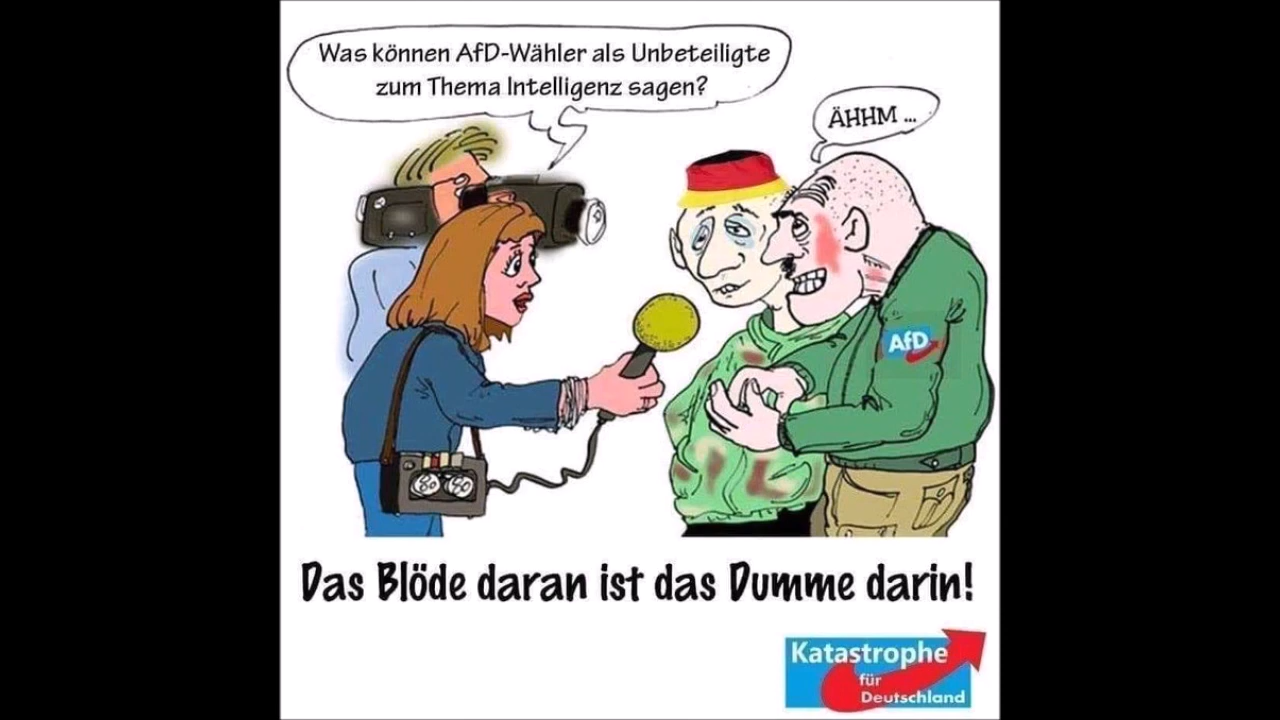 Was können AfD-Wähler als Unbeteiligte
zum Thema Intelligenz sagen?
ÄHHM ...
AfD
Das Blöde daran ist das Dumme darin!
Katastrophe
für
Deutschland